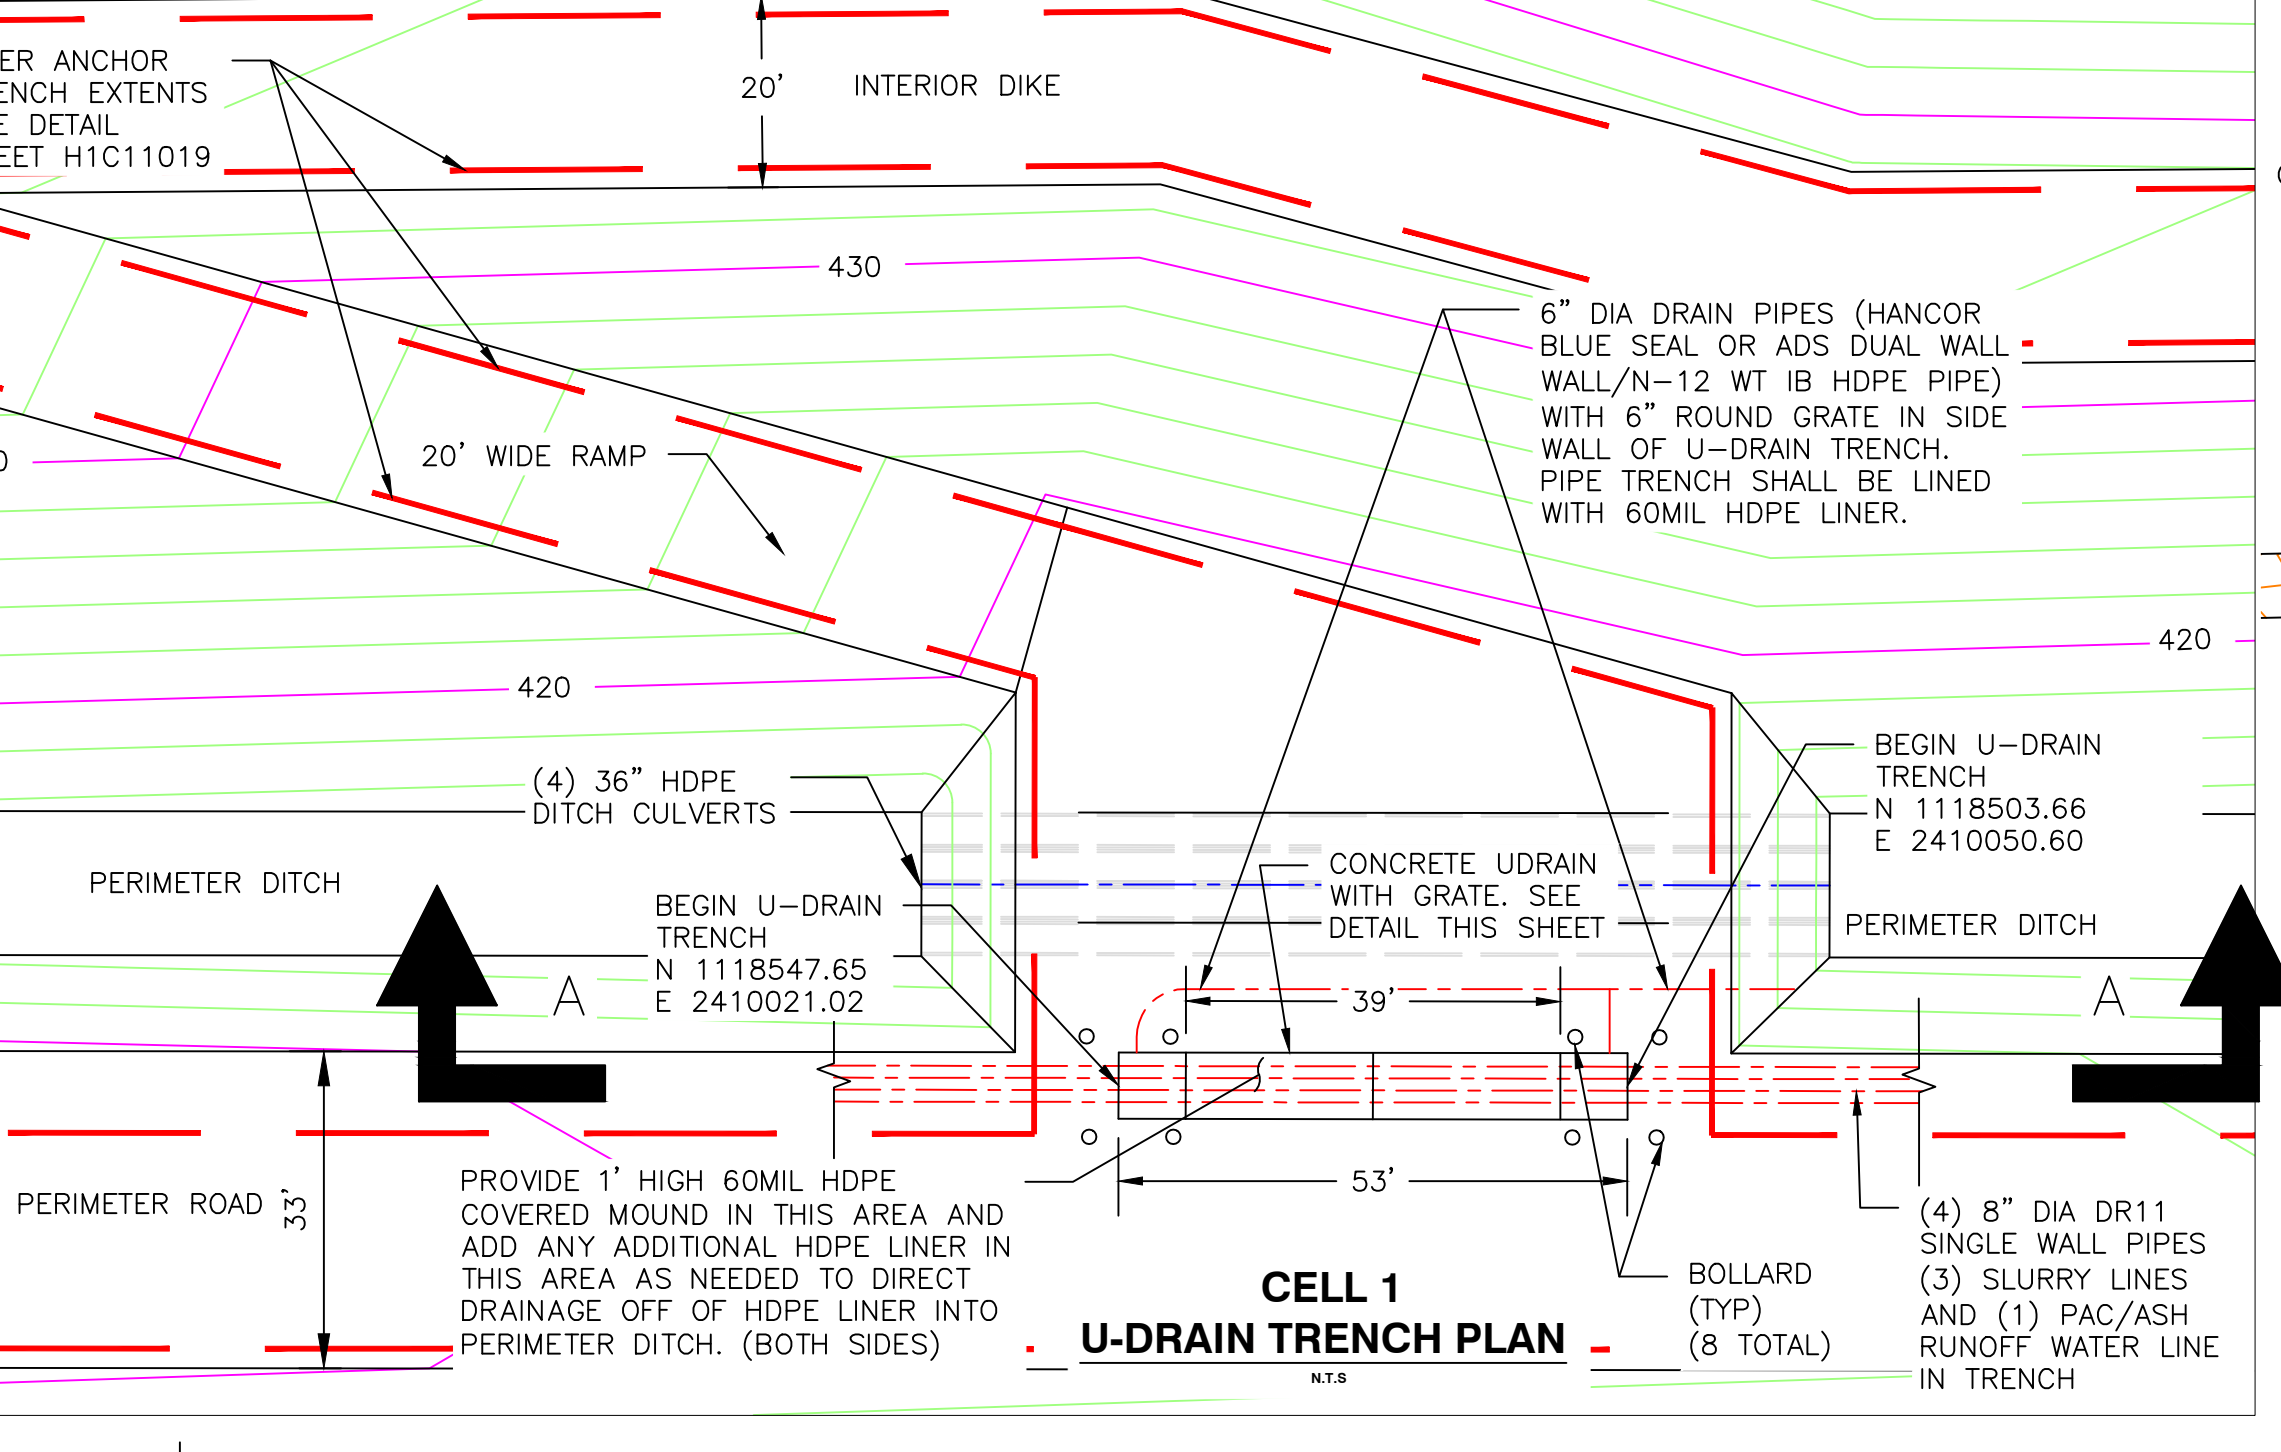 ER ANCHOR
ENCH EXTENTS
E DETAIL
EET H1C11019
20'
INTERIOR DIKE
430
6" DIA DRAIN PIPES (HANCOR
BLUE SEAL OR ADS DUAL WALL
WALL/N-12 WT IB HDPE PIPE)
WITH 6" ROUND GRATE IN SIDE
WALL OF U-DRAIN TRENCH.
PIPE TRENCH SHALL BE LINED
WITH 60MIL HDPE LINER.
20' WIDE RAMP
420
420
(4) 36" HDPE
DITCH CULVERTS
BEGIN U-DRAIN
TRENCH
N 1118503.66
E 2410050.60
PERIMETER DITCH
CONCRETE UDRAIN
WITH GRATE. SEE
DETAIL THIS SHEET
BEGIN U-DRAIN
TRENCH
N 1118547.65
E 2410021.02
PERIMETER DITCH
A
A
39'
53'
PERIMETER ROAD
33'
PROVIDE 1' HIGH 60MIL HDPE
COVERED MOUND IN THIS AREA AND
ADD ANY ADDITIONAL HDPE LINER IN
THIS AREA AS NEEDED TO DIRECT
DRAINAGE OFF OF HDPE LINER INTO
PERIMETER DITCH. (BOTH SIDES)
BOLLARD
(TYP)
(8 TOTAL)
(4) 8" DIA DR11
SINGLE WALL PIPES
(3) SLURRY LINES
AND (1) PAC/ASH
RUNOFF WATER LINE
IN TRENCH
CELL 1
U-DRAIN TRENCH PLAN
N.T.S